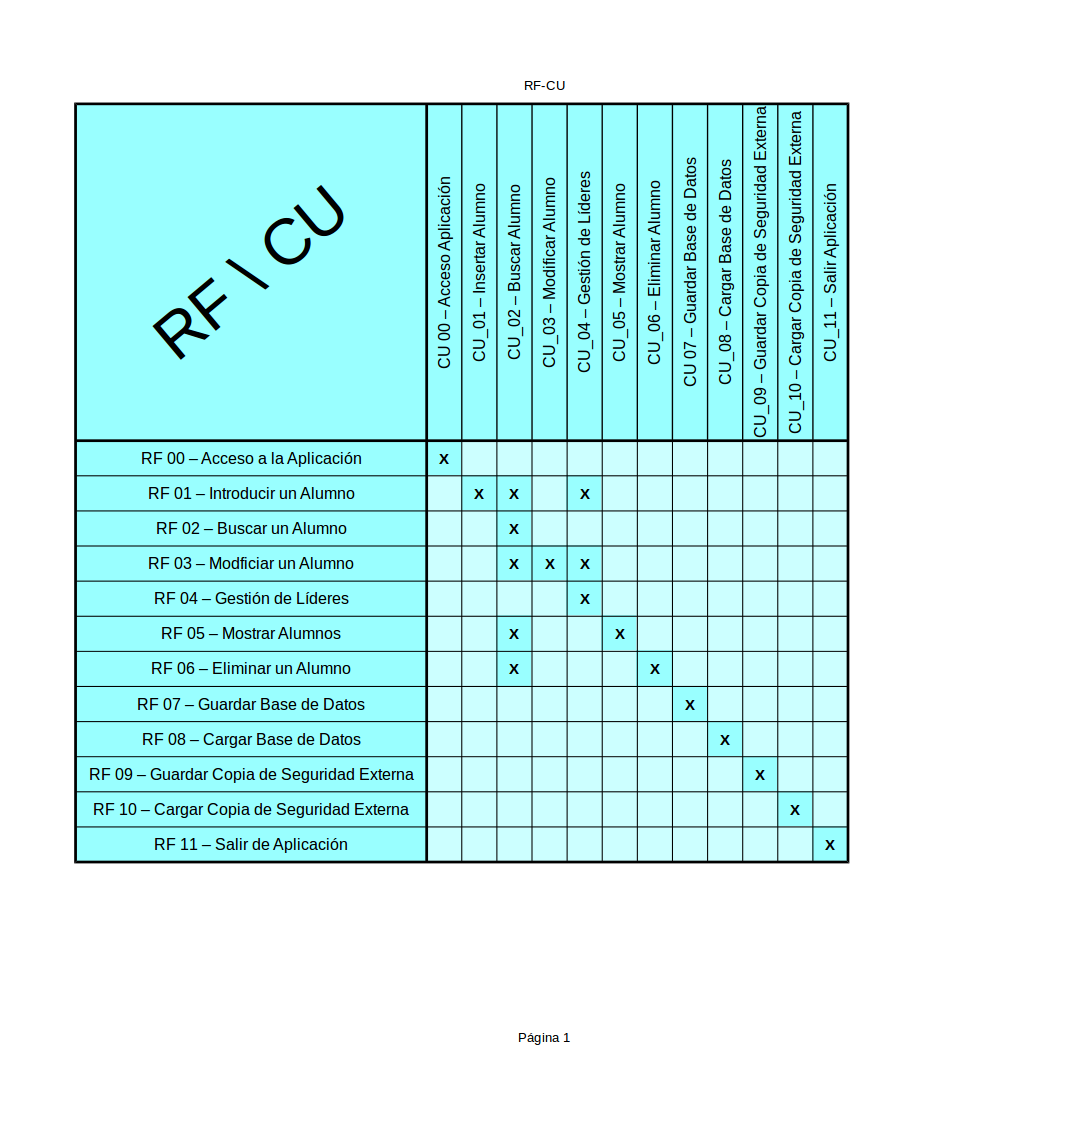 RF-CU
RF \ CU
CU 00 – Acceso Aplicación
CU_01 – Insertar Alumno
CU_02 – Buscar Alumno
CU_03 – Modificar Alumno
CU_04 – Gestión de Líderes
CU_05 – Mostrar Alumno
CU_06 – Eliminar Alumno
CU 07 – Guardar Base de Datos
CU_08 – Cargar Base de Datos
CU_09 – Guardar Copia de Seguridad Externa
CU_10 – Cargar Copia de Seguridad Externa
CU_11 – Salir Aplicación
RF 00 – Acceso a la Aplicación X
RF 01 – Introducir un Alumno X X X
RF 02 – Buscar un Alumno X
RF 03 – Modficiar un Alumno X X X
RF 04 – Gestión de Líderes X
RF 05 – Mostrar Alumnos X X
RF 06 – Eliminar un Alumno X X
RF 07 – Guardar Base de Datos X
RF 08 – Cargar Base de Datos X
RF 09 – Guardar Copia de Seguridad Externa X
RF 10 – Cargar Copia de Seguridad Externa X
RF 11 – Salir de Aplicación X
Página 1